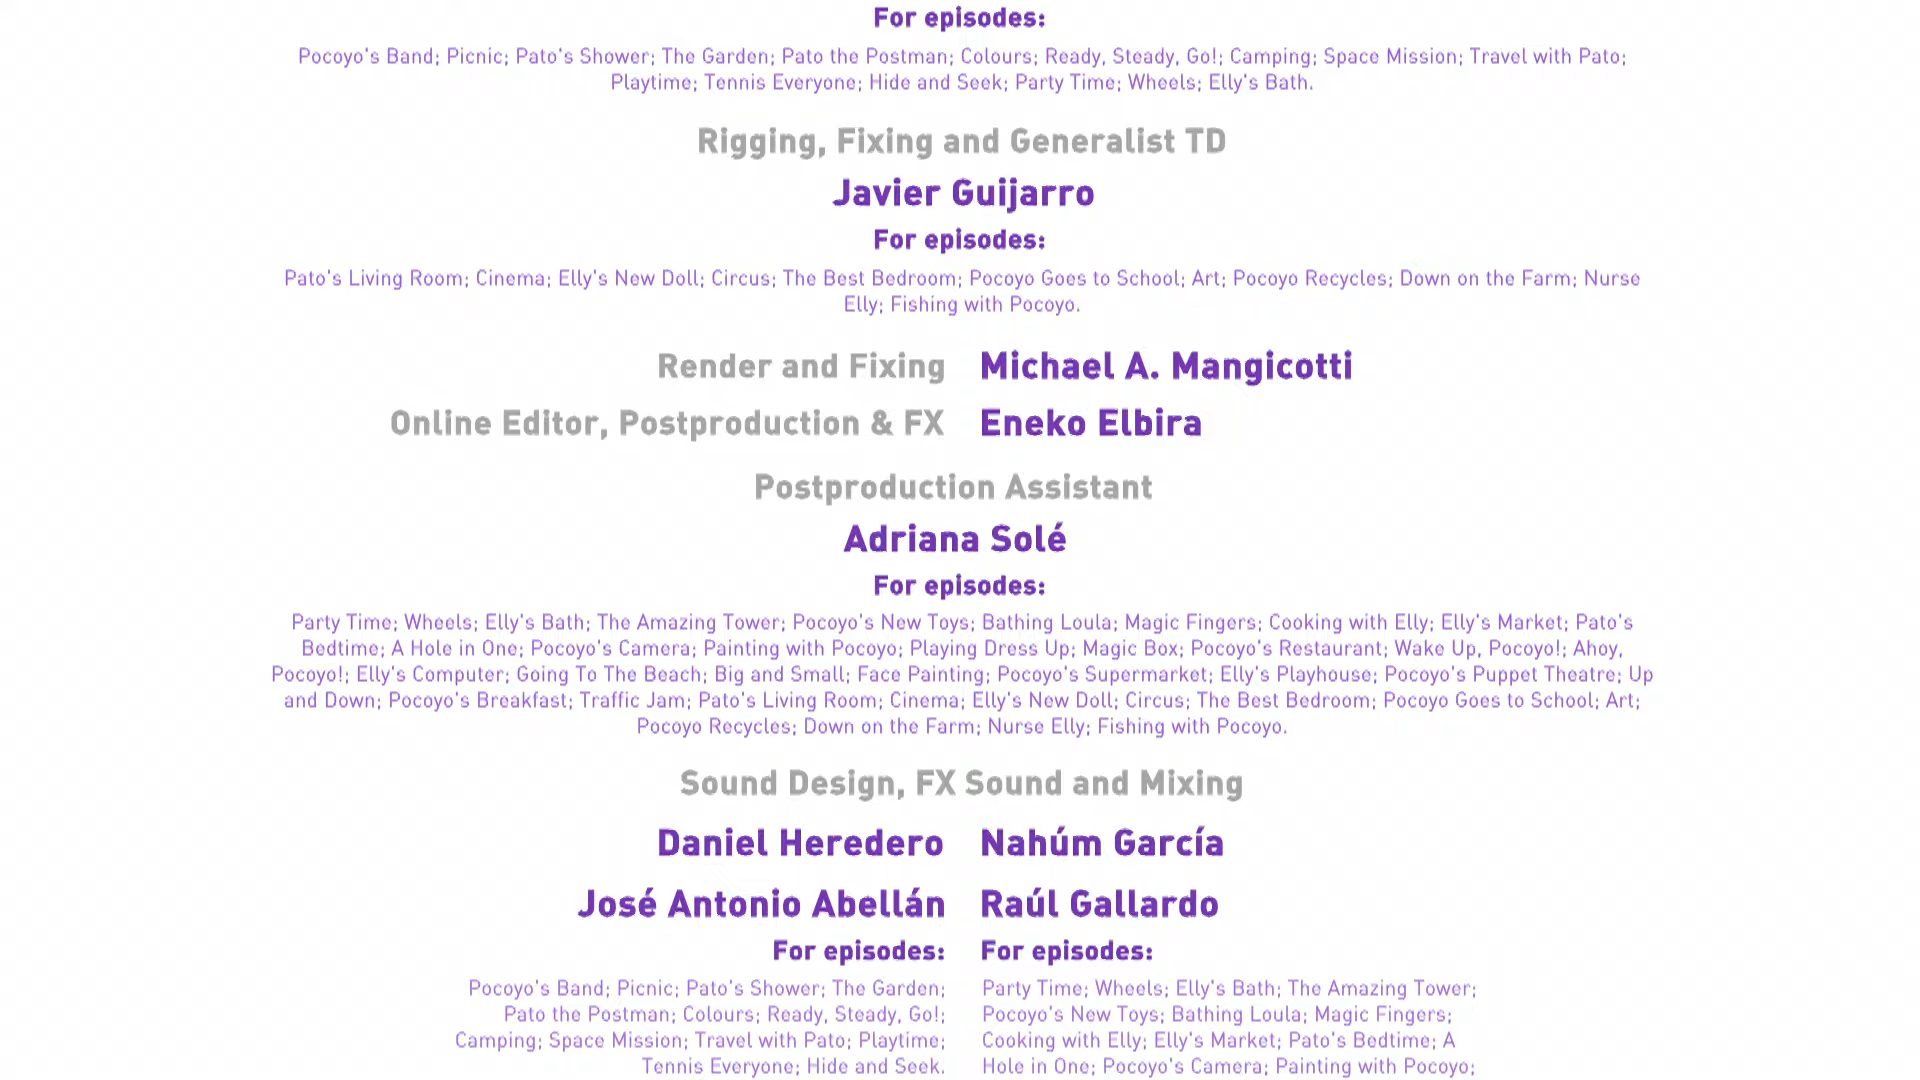 For episodes:
Pocoyo's Band; Picnic; Pato's Shower; The Garden; Pato the Postman; Colours; Ready, Steady, Go!; Camping; Space Mission; Travel with Pato;
Playtime; Tennis Everyone; Hide and Seek; Party Time; Wheels; Elly's Bath.
Rigging, Fixing and Generalist TD
Javier Guijarro
For episodes:
Pato's Living Room; Cinema; Elly's New Doll; Circus; The Best Bedroom; Pocoyo Goes to School; Art; Pocoyo Recycles; Down on the Farm; Nurse
Elly; Fishing with Pocoyo.
Render and Fixing Michael A. Mangicotti
Online Editor, Postproduction & FX Eneko Elbira
Postproduction Assistant
Adriana Solé
For episodes:
Party Time; Wheels; Elly's Bath; The Amazing Tower; Pocoyo's New Toys; Bathing Loula; Magic Fingers; Cooking with Elly; Elly's Market; Pato's
Bedtime; A Hole in One; Pocoyo's Camera; Painting with Pocoyo; Playing Dress Up; Magic Box; Pocoyo's Restaurant; Wake Up, Pocoyo!; Ahoy,
Pocoyo!; Elly's Computer; Going To The Beach; Big and Small; Face Painting; Pocoyo's Supermarket; Elly's Playhouse; Pocoyo's Puppet Theatre; Up
and Down; Pocoyo's Breakfast; Traffic Jam; Pato's Living Room; Cinema; Elly's New Doll; Circus; The Best Bedroom; Pocoyo Goes to School; Art;
Pocoyo Recycles; Down on the Farm; Nurse Elly; Fishing with Pocoyo.
Sound Design, FX Sound and Mixing
Daniel Heredero Nahúm García
José Antonio Abellán Raúl Gallardo
For episodes:
Pocoyo's Band; Picnic; Pato's Shower; The Garden;
Pato the Postman; Colours; Ready, Steady, Go!;
Camping; Space Mission; Travel with Pato; Playtime;
Tennis Everyone; Hide and Seek.
For episodes:
Party Time; Wheels; Elly's Bath; The Amazing Tower;
Pocoyo's New Toys; Bathing Loula; Magic Fingers;
Cooking with Elly; Elly's Market; Pato's Bedtime; A
Hole in One; Pocoyo's Camera; Painting with Pocoyo;